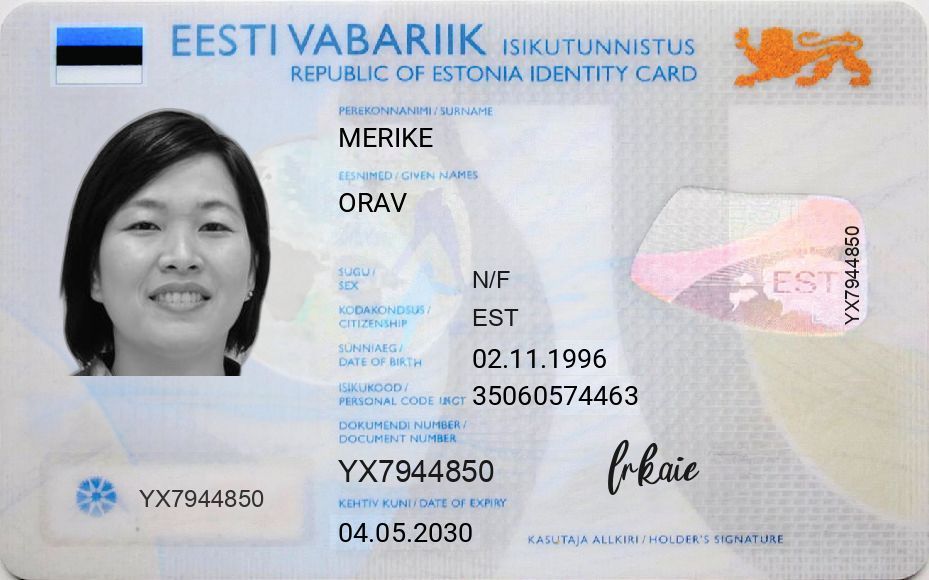 EESTI VABARIIK ISIKUTUNNISTUS
REPUBLIC OF ESTONIA IDENTITY CARD
PEREKONNANIMI / SURNAME
MERIKE
EESNIMED / GIVEN NAMES
ORAV
SUGU / SEX
N/F
KODAKONDSUS / CITIZENSHIP
EST
SÜNNIAEG / DATE OF BIRTH
02.11.1996
ISIKUKOOD / PERSONAL CODE
35060574463
DOKUMENDI NUMBER / DOCUMENT NUMBER
YX7944850
KEHTIV KUNI / DATE OF EXPIRY
04.05.2030
YX7944850
EST
YX7944850
KASUTAJA ALLKIRI / HOLDER'S SIGNATURE